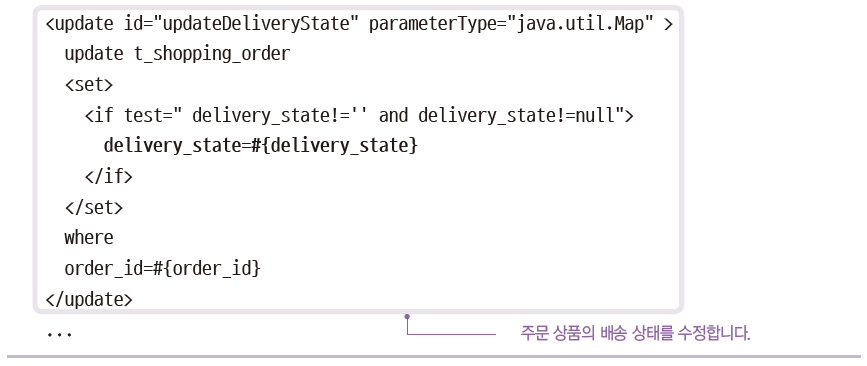 <update id="updateDeliveryState" parameterType="java.util.Map" >
update t_shopping_order
<set>
<if test=" delivery_state!='' and delivery_state!=null">
delivery_state=#{delivery_state}
</if>
</set>
where
order_id=#{order_id}
</update>
...
주문 상품의 배송 상태를 수정합니다.